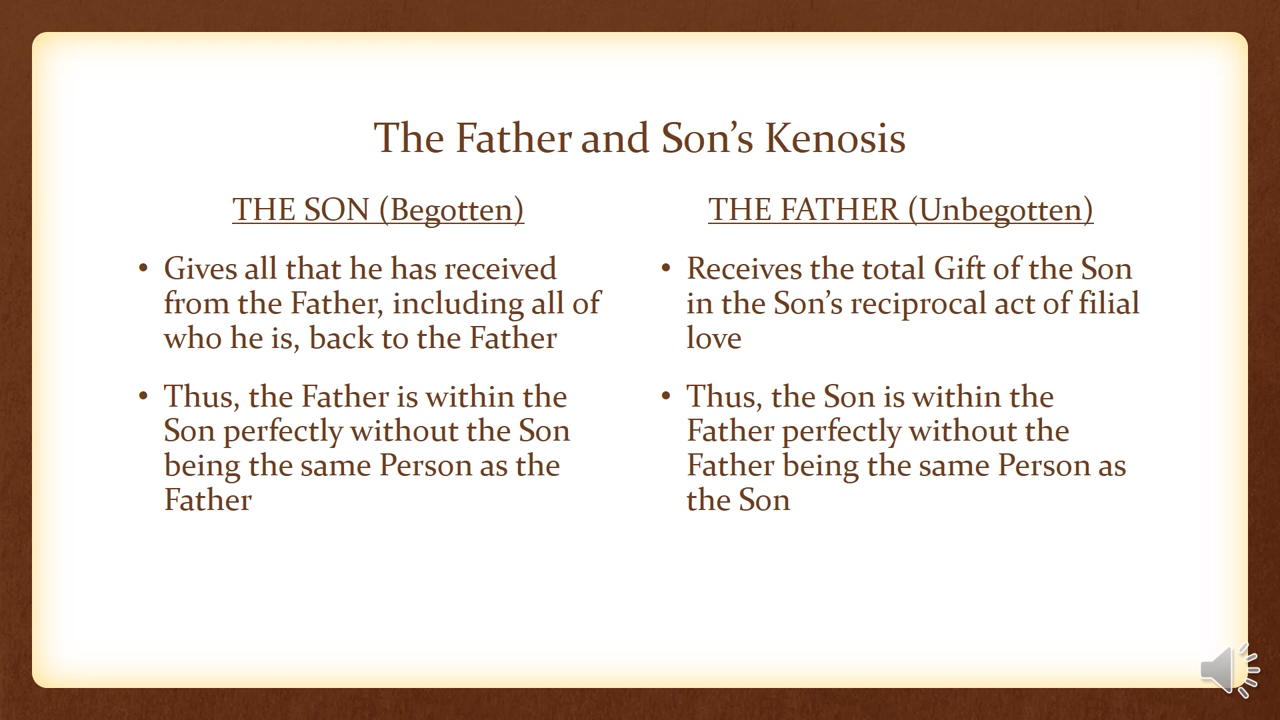 The Father and Son’s Kenosis
THE SON (Begotten)
• Gives all that he has received
from the Father, including all of
who he is, back to the Father
• Thus, the Father is within the
Son perfectly without the Son
being the same Person as the
Father
THE FATHER (Unbegotten)
• Receives the total Gift of the Son
in the Son’s reciprocal act of filial
love
• Thus, the Son is within the
Father perfectly without the
Father being the same Person as
the Son